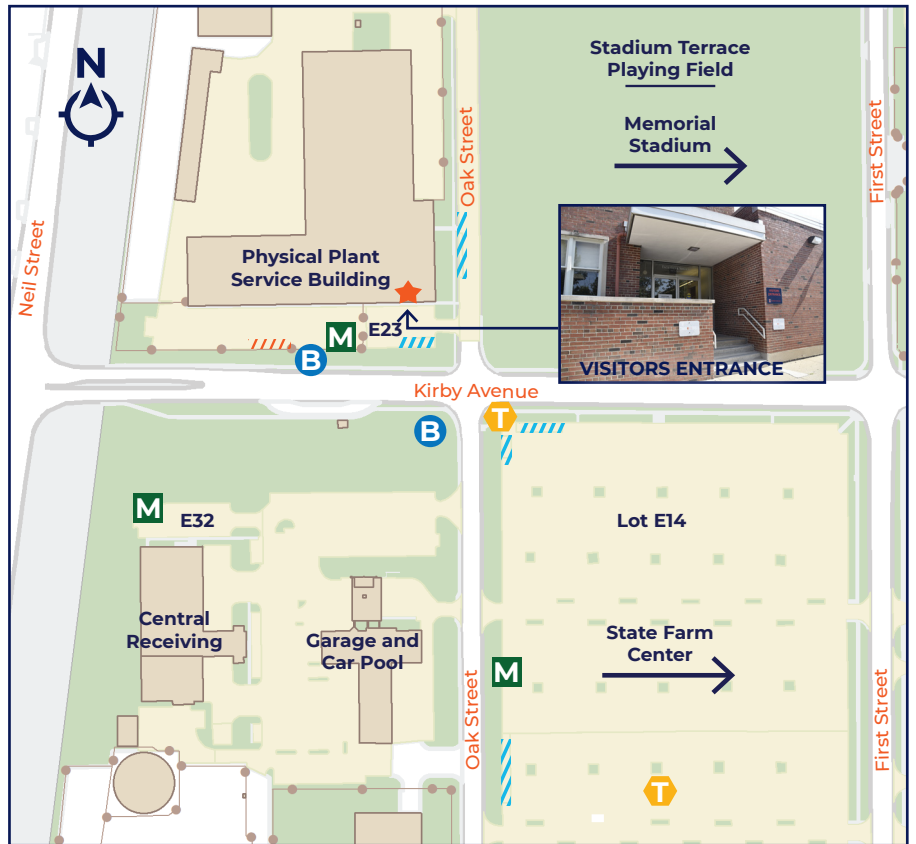 N
Stadium Terrace
Playing Field
Memorial
Stadium
Oak Street
First Street
Neil Street
Physical Plant
Service Building
E23
M
B
VISITORS ENTRANCE
Kirby Avenue
T
B
M
E32
Lot E14
Central
Receiving
Garage and
Car Pool
State Farm
Center
M
Oak Street
First Street
T